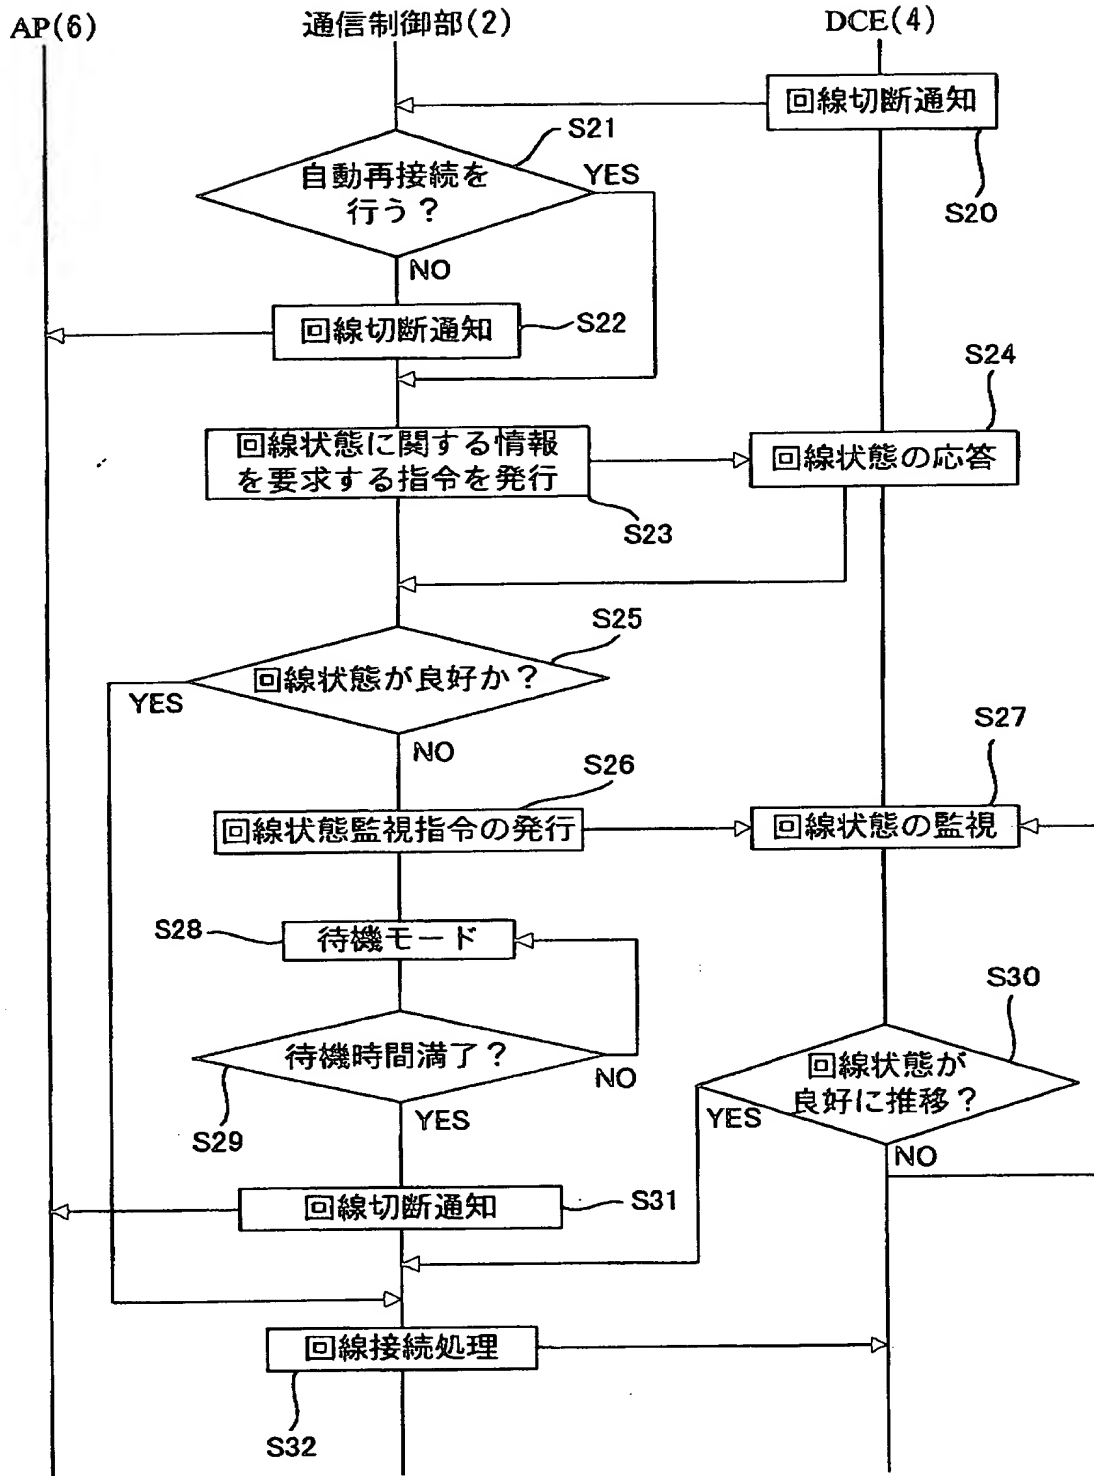 AP(6)
通信制御部(2)
DCE(4)
回線切断通知
S20
S21
自動再接続を
行う？
YES
NO
回線切断通知
S22
S24
回線状態に関する情報
を要求する指令を発行
回線状態の応答
S23
S25
回線状態が良好か？
YES
NO
S27
S26
回線状態監視指令の発行
回線状態の監視
S28
待機モード
S30
待機時間満了？
NO
回線状態が
良好に推移？
YES
S29
YES
NO
回線切断通知
S31
回線接続処理
S32